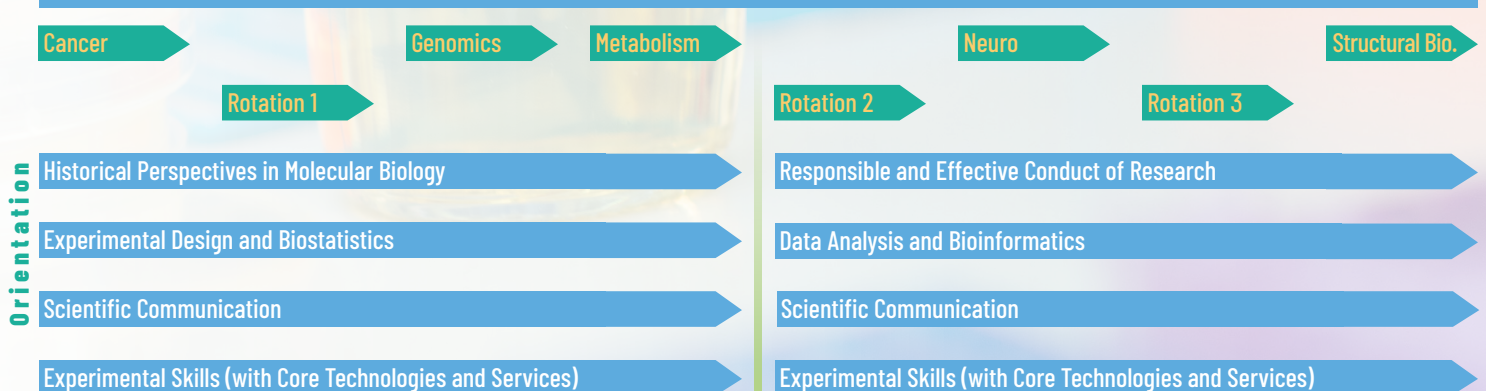 Cancer
Genomics
Metabolism
Neuro
Structural Bio.
Rotation 1
Rotation 2
Rotation 3
Orientation
Historical Perspectives in Molecular Biology
Responsible and Effective Conduct of Research
Experimental Design and Biostatistics
Data Analysis and Bioinformatics
Scientific Communication
Scientific Communication
Experimental Skills (with Core Technologies and Services)
Experimental Skills (with Core Technologies and Services)